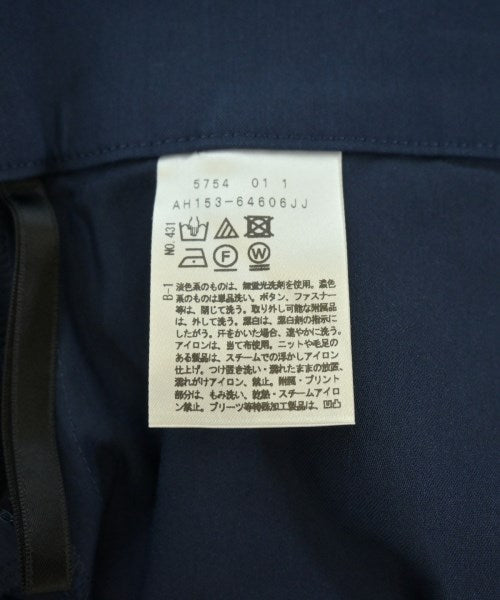 5754 01 1
AH153-64606JJ
NO.431
F
W
B-1
淡色系のものは、無蛍光洗剤を使用。濃色
系のものは単品洗い。ボタン、ファスナー
等は、閉じて洗う。取り外し可能な附属品
は、外して洗う。漂白は、漂白剤の指示に
したがう。汗をかいた場合、速やかに洗う。
アイロンは、当て布使用。ニットや毛足の
ある製品は、スチームでの浮かしアイロン
仕上げ。つけ置き洗い・濡れたままの放置、
濡れがけアイロン、禁止。附属・プリント
部分は、もみ洗い、乾熱・スチームアイロ
ン禁止。プリーツ等特殊加工製品は、